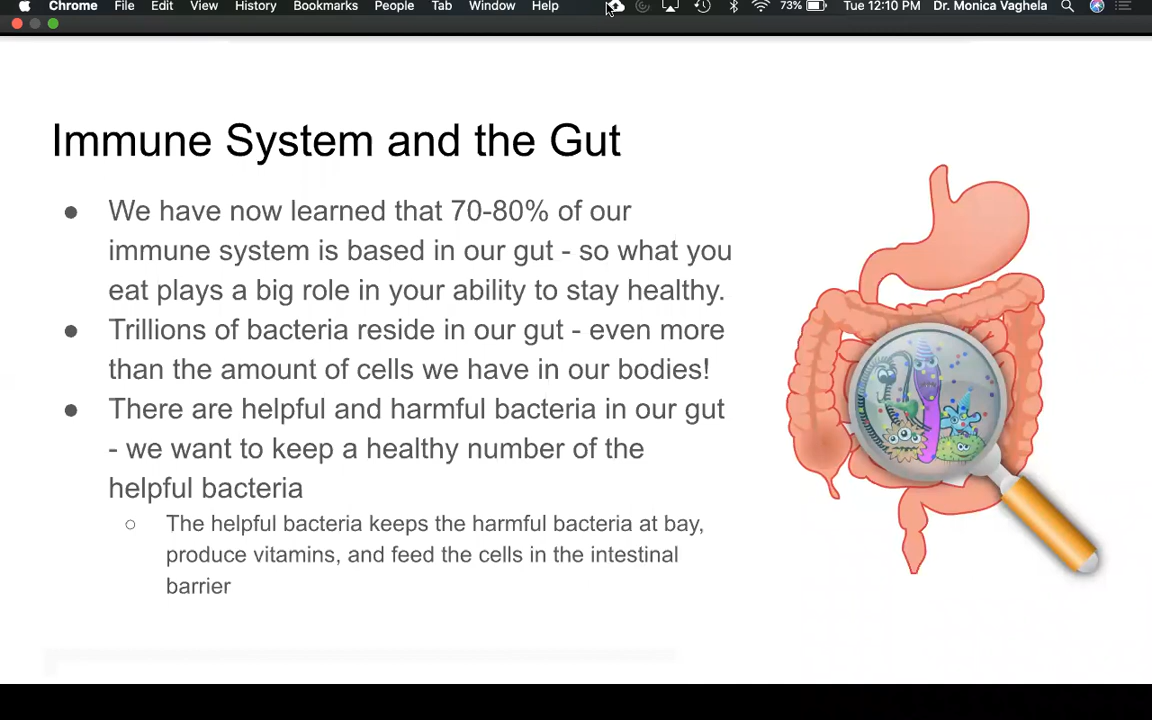 Chrome File Edit View History Bookmarks People Tab Window Help 73% Tue 12:10 PM Dr. Monica Vaghela
Immune System and the Gut
● We have now learned that 70-80% of our
immune system is based in our gut - so what you
eat plays a big role in your ability to stay healthy.
● Trillions of bacteria reside in our gut - even more
than the amount of cells we have in our bodies!
● There are helpful and harmful bacteria in our gut
- we want to keep a healthy number of the
helpful bacteria
○ The helpful bacteria keeps the harmful bacteria at bay,
produce vitamins, and feed the cells in the intestinal
barrier